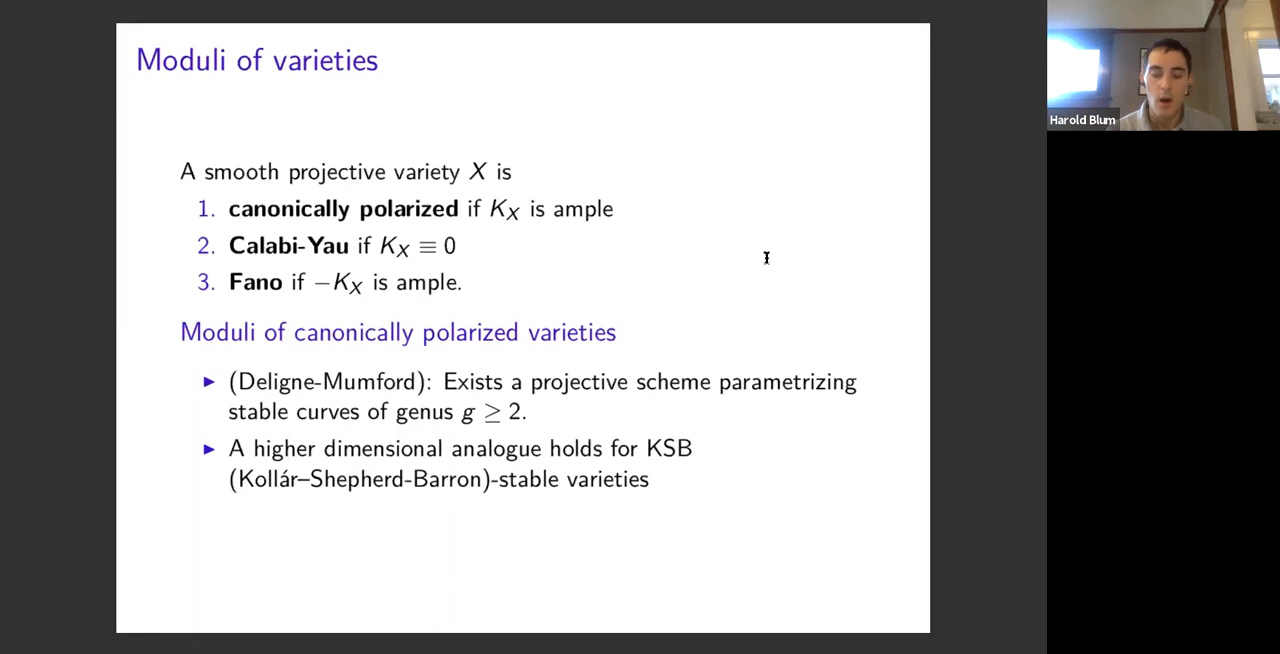 Moduli of varieties
A smooth projective variety X is
1. canonically polarized if K_X is ample
2. Calabi-Yau if K_X ≡ 0
3. Fano if −K_X is ample.
Moduli of canonically polarized varieties
▶ (Deligne-Mumford): Exists a projective scheme parametrizing
stable curves of genus g ≥ 2.
▶ A higher dimensional analogue holds for KSB
(Kollár–Shepherd-Barron)-stable varieties
Harold Blum